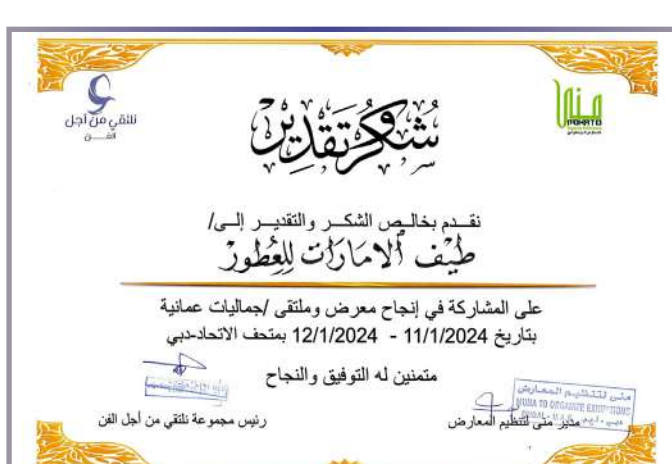 نلتقي من أجل
الفن
منى
شكر وتقدير
نقدم بخالص الشكر والتقدير إلى/
طيف الامارات للعطور
على المشاركة في إنجاح معرض وملتقى /جماليات عمانية
بتاريخ 11/1/2024 - 12/1/2024 بمتحف الاتحاد-دبي
متمنين له التوفيق والنجاح
منى لتنظيم المعارض
MUNA TO ORGANIZE EXHIBITIONS
DUBAI - U.A.E
رئيس مجموعة نلتقي من أجل الفن
مدير منى لتنظيم المعارض